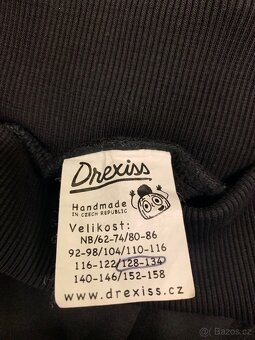 Drexiss
Handmade
IN CZECH REPUBLIC
Velikost:
NB/62-74/80-86
92-98/104/110-116
116-122/128-134
140-146/152-158
www.drexiss.cz
sbazar.cz